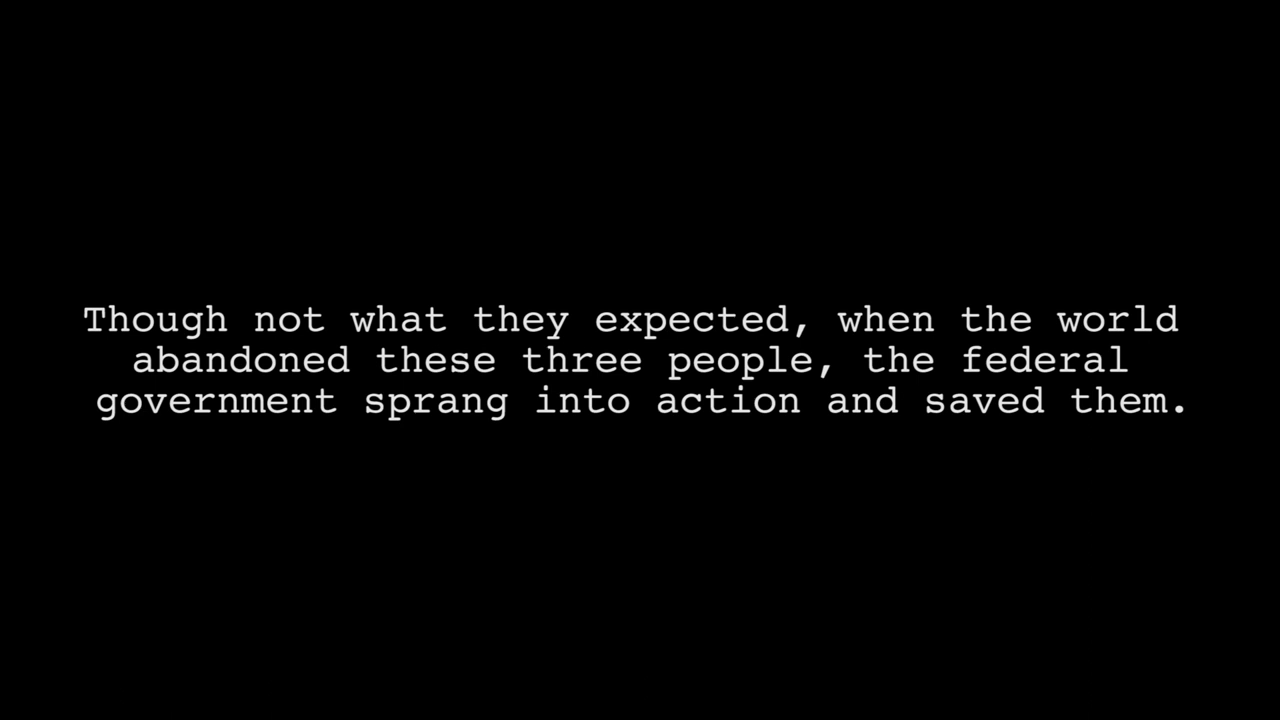 Though not what they expected, when the world
abandoned these three people, the federal
government sprang into action and saved them.